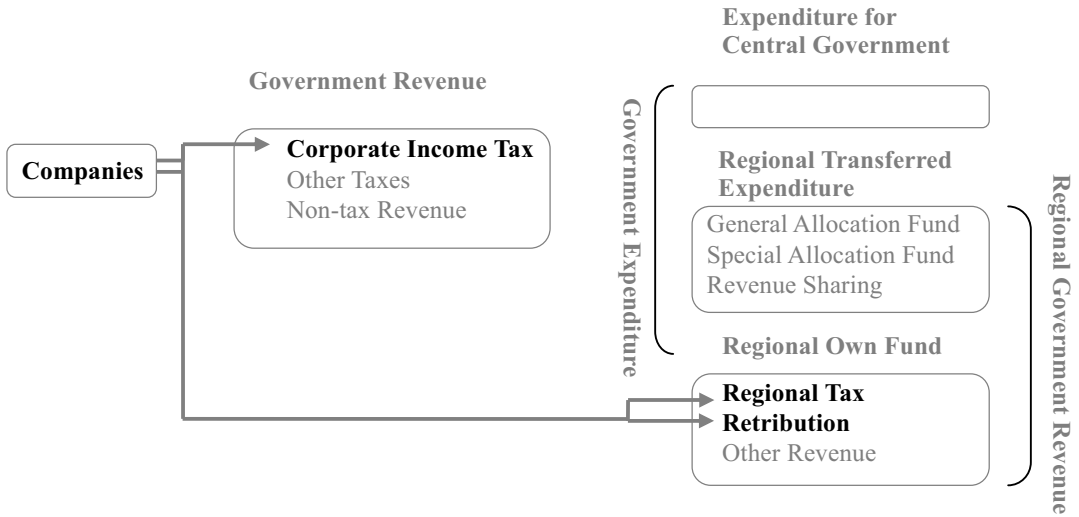 Expenditure for
Central Government
Government Revenue
Companies
Corporate Income Tax
Other Taxes
Non-tax Revenue
Government Expenditure
Regional Transferred
Expenditure
General Allocation Fund
Special Allocation Fund
Revenue Sharing
Regional Own Fund
Regional Tax
Retribution
Other Revenue
Regional Government Revenue